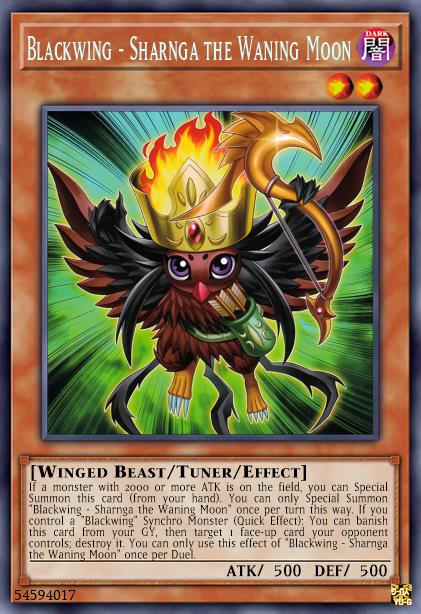 Blackwing - Sharnga the Waning Moon
DARK
闇
[Winged Beast/Tuner/Effect]
If a monster with 2000 or more ATK is on the field, you can Special
Summon this card (from your hand). You can only Special Summon
"Blackwing - Sharnga the Waning Moon" once per turn this way. If you
control a "Blackwing" Synchro Monster (Quick Effect): You can banish
this card from your GY, then target 1 face-up card your opponent
controls; destroy it. You can only use this effect of "Blackwing - Sharnga
the Waning Moon" once per Duel.
ATK/ 500 DEF/ 500
54594017